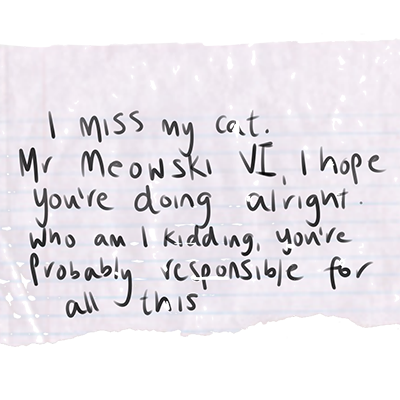 I miss my cat.
Mr Meowski VI, I hope
you're doing alright.
Who am I kidding, you're
Probably responsible for
all this